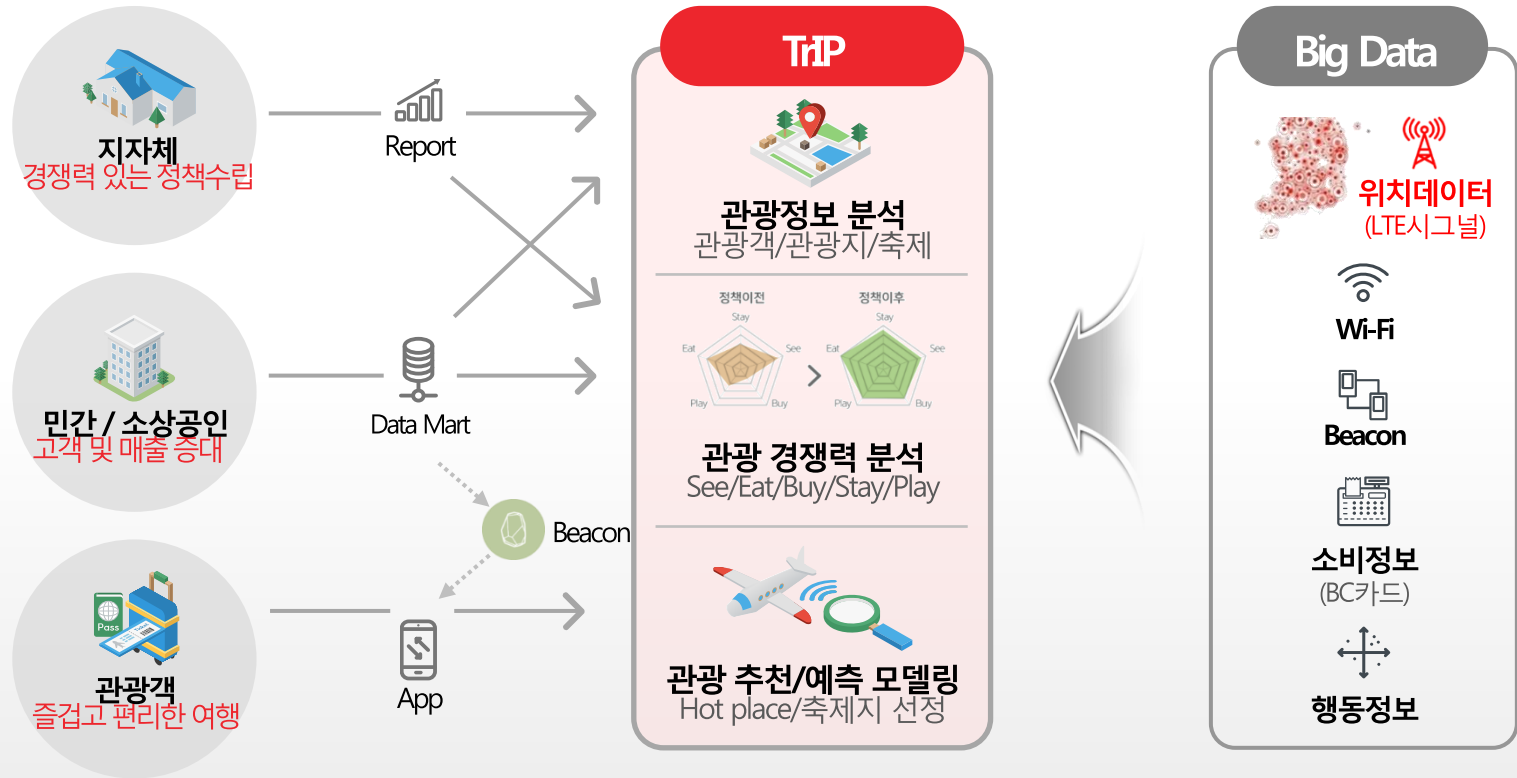 지자체
경쟁력 있는 정책수립
민간 / 소상공인
고객 및 매출 증대
Pass
Ticket
관광객
즐겁고 편리한 여행
Report
Data Mart
Beacon
App
TrIP
관광정보 분석
관광객/관광지/축제
정책이전
Stay
See
Buy
Play
Eat
>
정책이후
Stay
See
Buy
Play
Eat
관광 경쟁력 분석
See/Eat/Buy/Stay/Play
관광 추천/예측 모델링
Hot place/축제지 선정
Big Data
위치데이터
(LTE시그널)
Wi-Fi
Beacon
소비정보
(BC카드)
행동정보